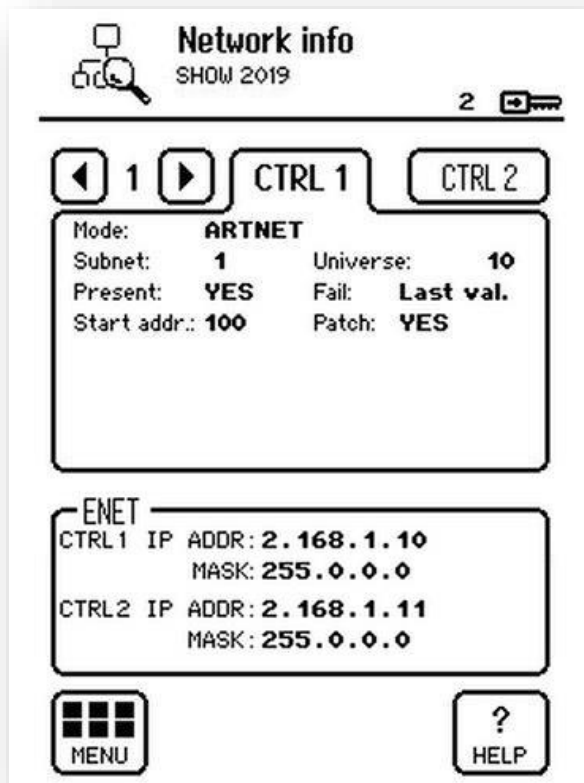 Network info
SHOW 2019
2
1 CTRL 1 CTRL 2
Mode: ARTNET
Subnet: 1 Universe: 10
Present: YES Fail: Last val.
Start addr.: 100 Patch: YES
ENET
CTRL1 IP ADDR: 2.168.1.10
MASK: 255.0.0.0
CTRL2 IP ADDR: 2.168.1.11
MASK: 255.0.0.0
?
MENU HELP